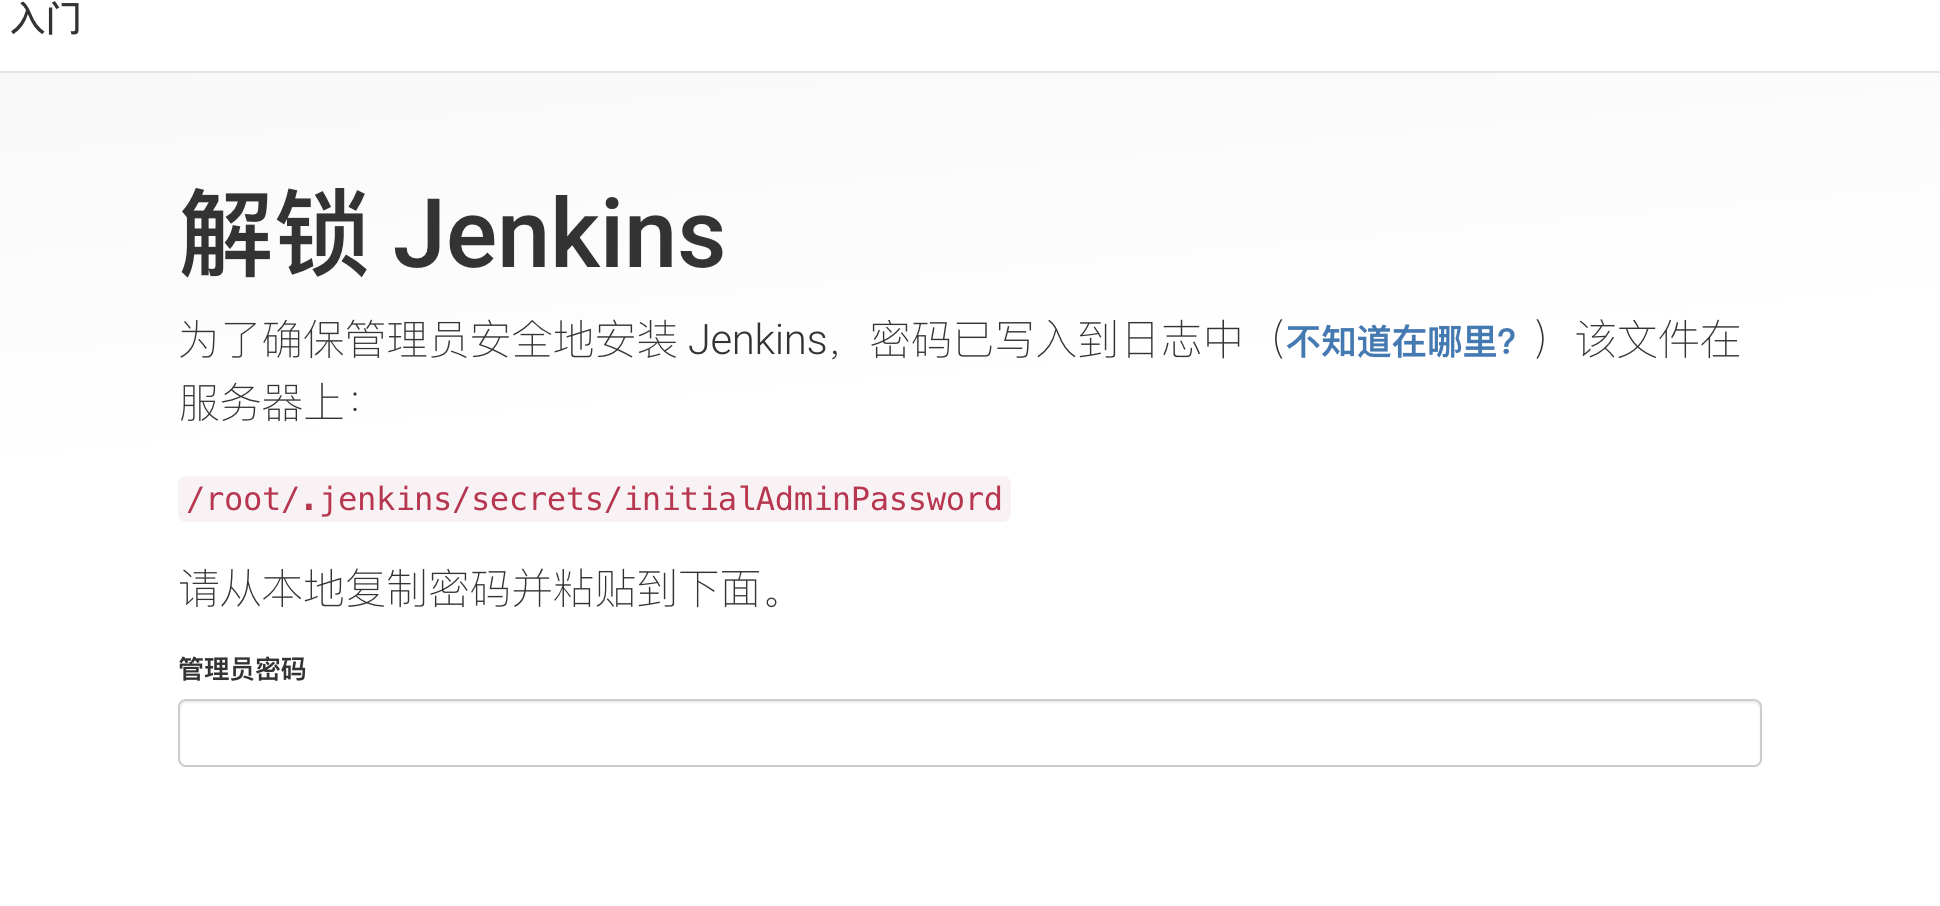 入门
解锁 Jenkins
为了确保管理员安全地安装 Jenkins，密码已写入到日志中（不知道在哪里？）该文件在
服务器上：
/root/.jenkins/secrets/initialAdminPassword
请从本地复制密码并粘贴到下面。
管理员密码